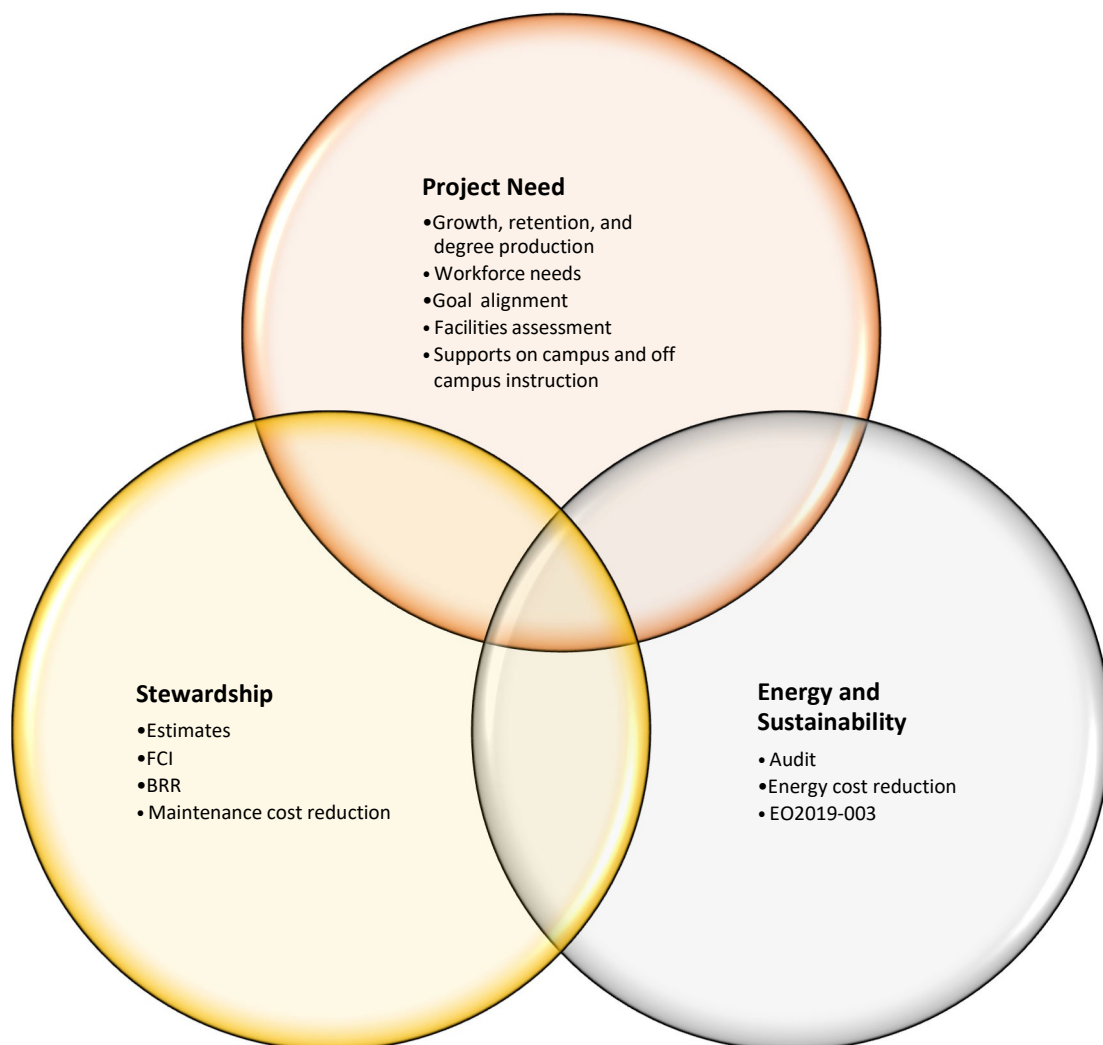 Project Need
•Growth, retention, and
degree production
• Workforce needs
•Goal alignment
• Facilities assessment
• Supports on campus and off
campus instruction
Stewardship
•Estimates
•FCI
•BRR
• Maintenance cost reduction
Energy and
Sustainability
• Audit
•Energy cost reduction
• EO2019-003